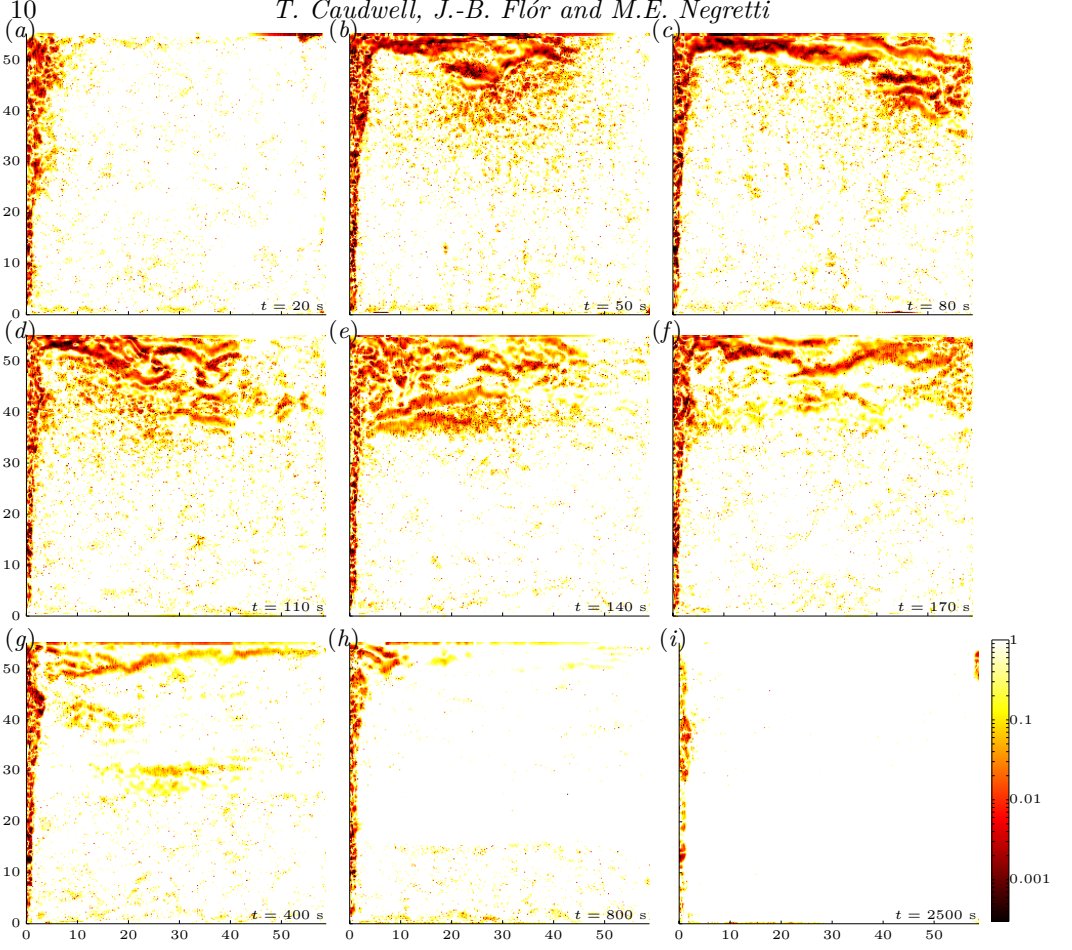 10 T. Caudwell, J.-B. Flór and M.E. Negretti
(a) (b) (c)
50
40
30
20
10
0
t = 20 s t = 50 s t = 80 s
(d) (e) (f)
50
40
30
20
10
0
t = 110 s t = 140 s t = 170 s
(g) (h) (i)
50
40
30
20
10
0
t = 400 s t = 800 s t = 2500 s
0 10 20 30 40 50 0 10 20 30 40 50 0 10 20 30 40 50
1
0.1
0.01
0.001